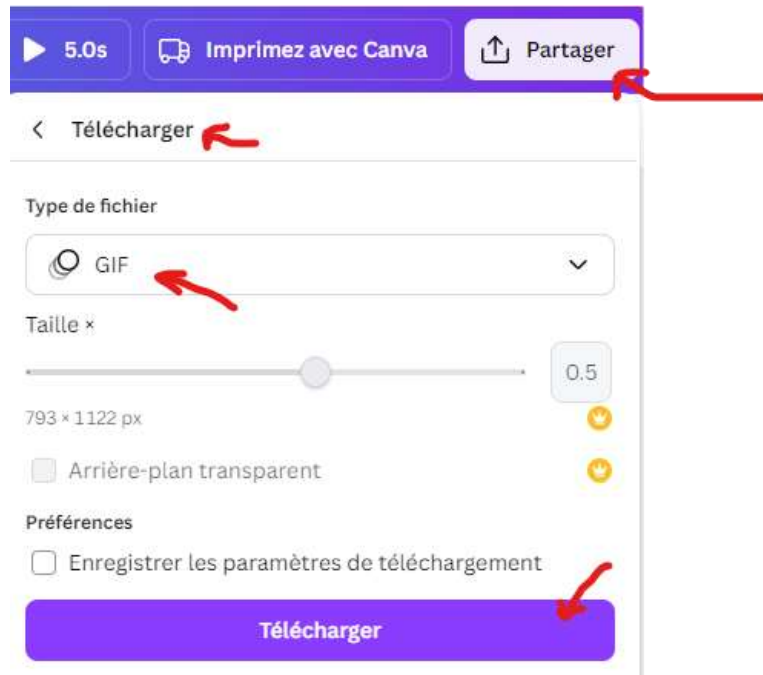 5.0s Imprimez avec Canva Partager
Télécharger
Type de fichier
GIF
Taille ×
0.5
793 × 1122 px
Arrière-plan transparent
Préférences
Enregistrer les paramètres de téléchargement
Télécharger